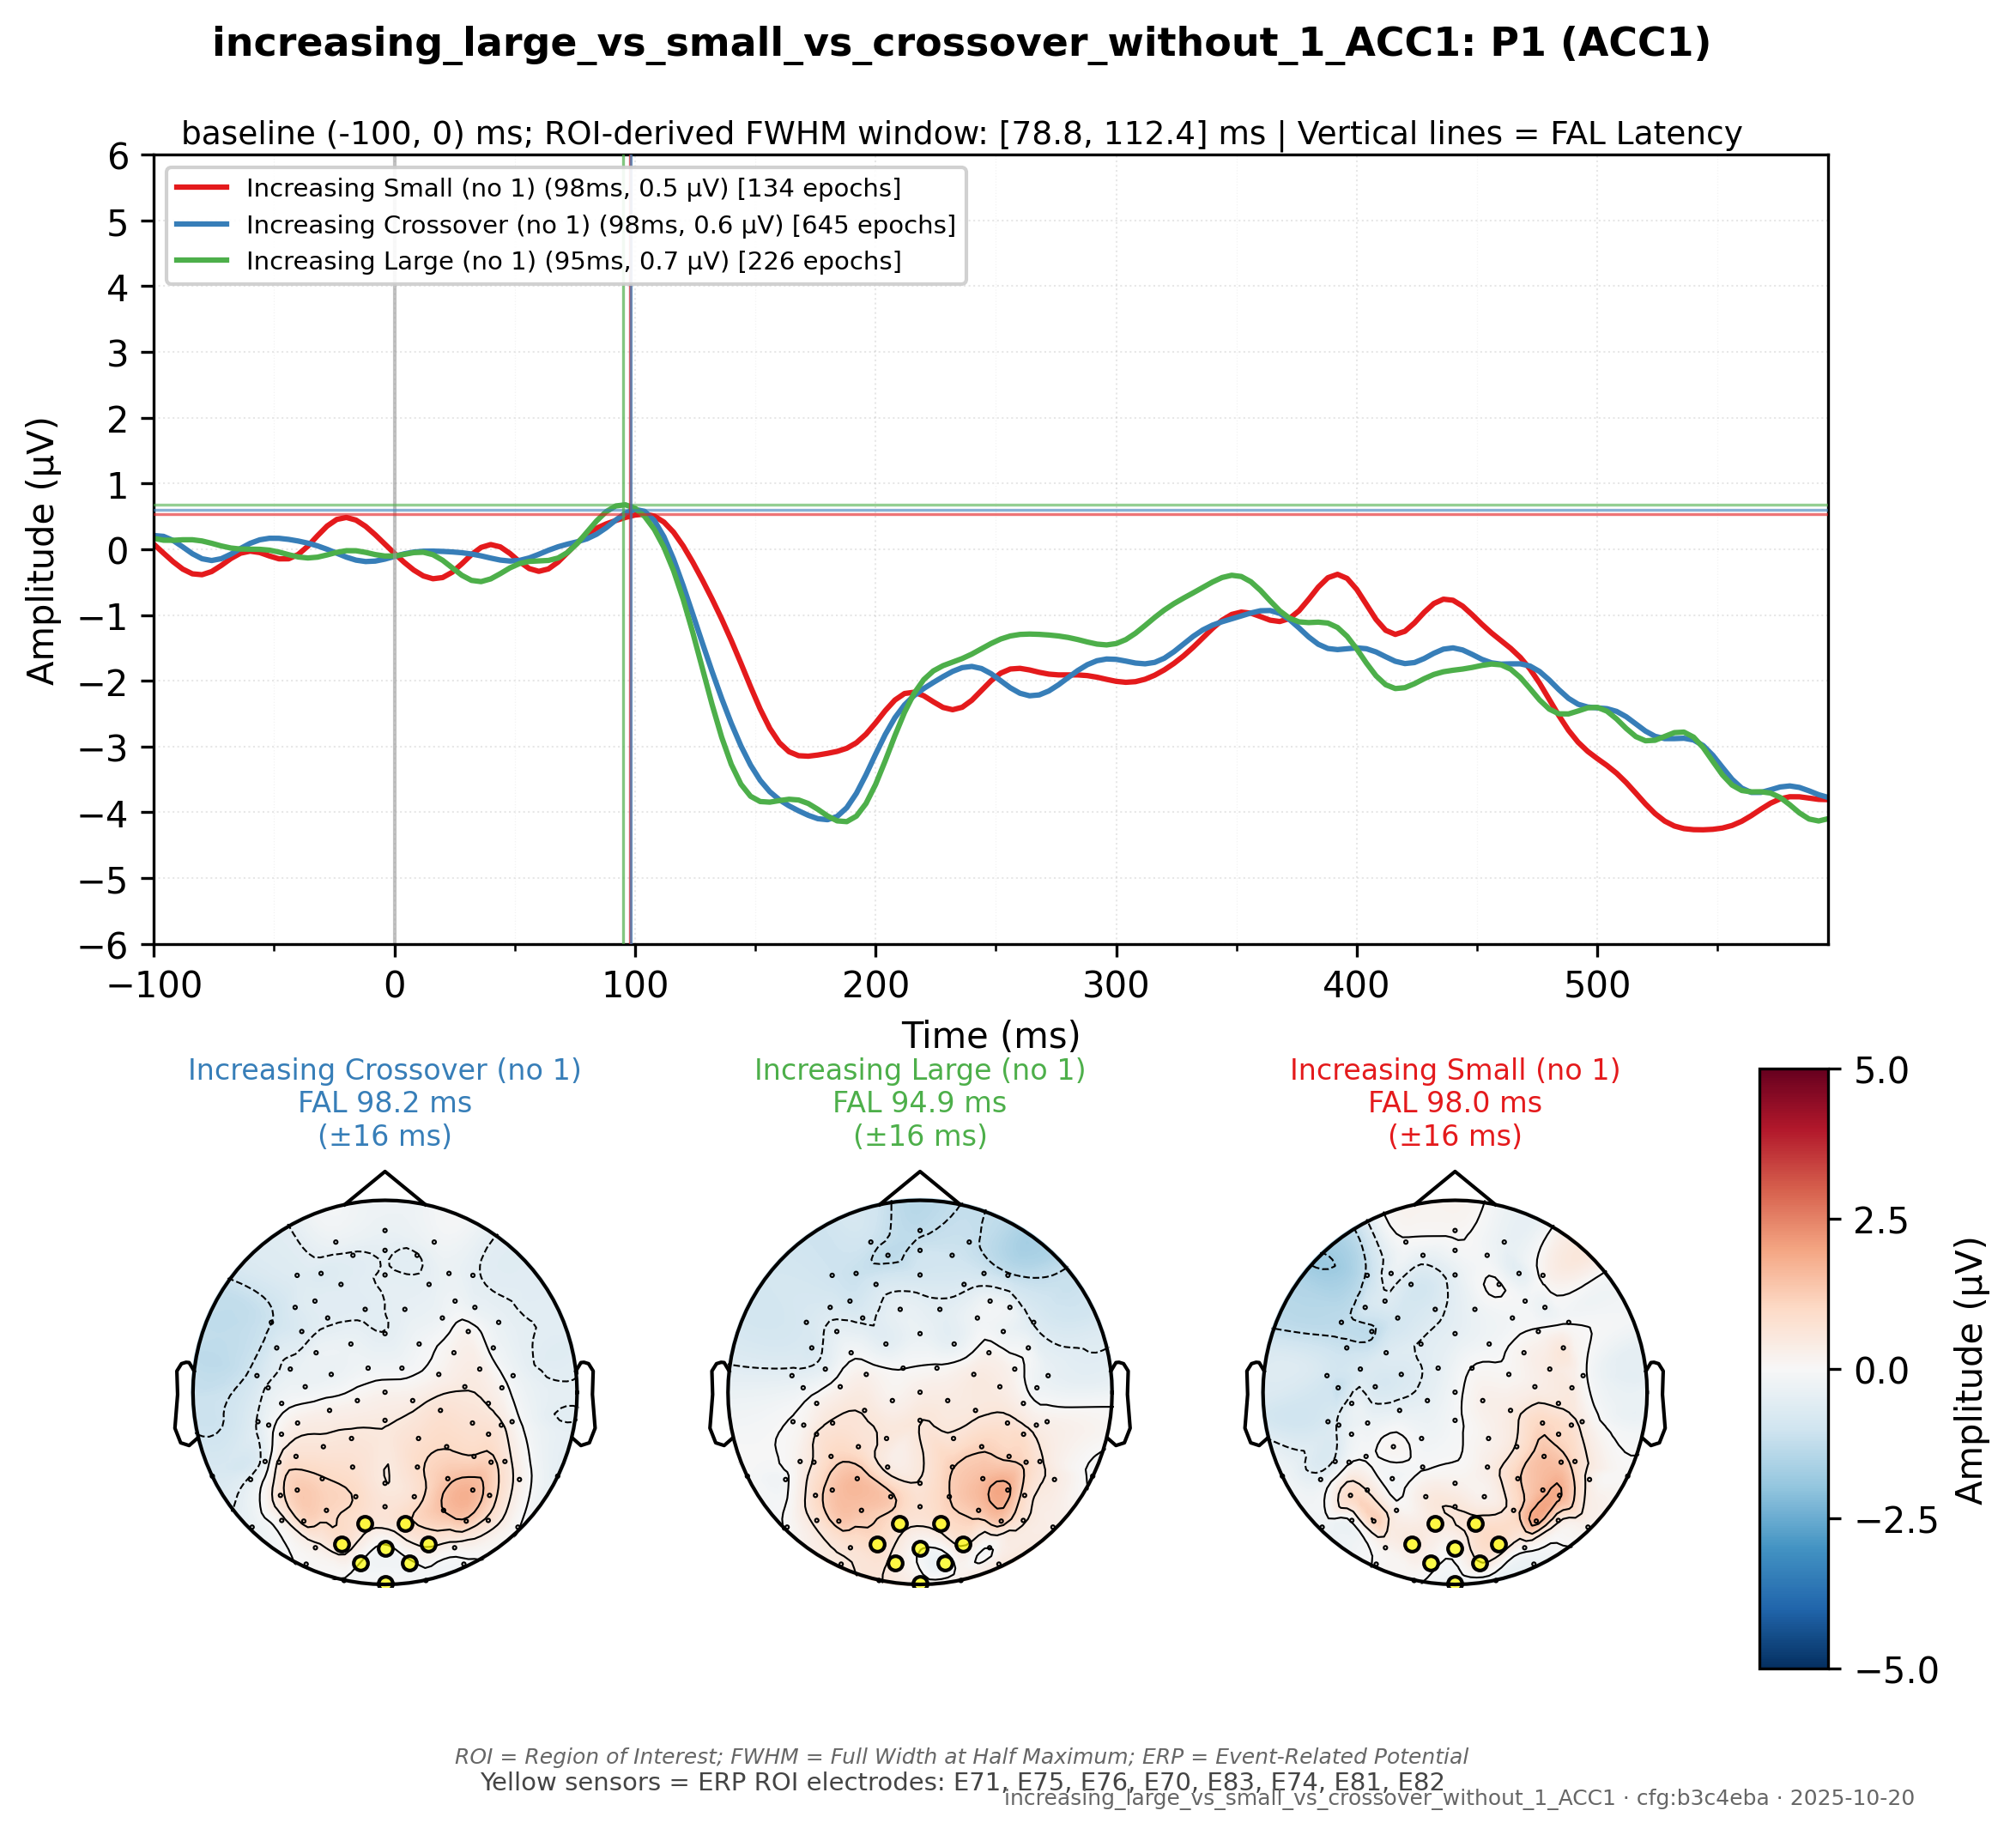 increasing_large_vs_small_vs_crossover_without_1_ACC1: P1 (ACC1)
baseline (-100, 0) ms; ROI-derived FWHM window: [78.8, 112.4] ms | Vertical lines = FAL Latency
Increasing Small (no 1) (98ms, 0.5 µV) [134 epochs]
Increasing Crossover (no 1) (98ms, 0.6 µV) [645 epochs]
Increasing Large (no 1) (95ms, 0.7 µV) [226 epochs]
6
5
4
3
2
1
0
−1
−2
−3
−4
−5
−6
Amplitude (µV)
−100
0
100
200
300
400
500
Time (ms)
Increasing Crossover (no 1)
FAL 98.2 ms
(±16 ms)
Increasing Large (no 1)
FAL 94.9 ms
(±16 ms)
Increasing Small (no 1)
FAL 98.0 ms
(±16 ms)
5.0
2.5
0.0
−2.5
−5.0
Amplitude (µV)
ROI = Region of Interest; FWHM = Full Width at Half Maximum; ERP = Event-Related Potential
Yellow sensors = ERP ROI electrodes: E71, E75, E76, E70, E83, E74, E81, E82
increasing_large_vs_small_vs_crossover_without_1_ACC1 · cfg:b3c4eba · 2025-10-20